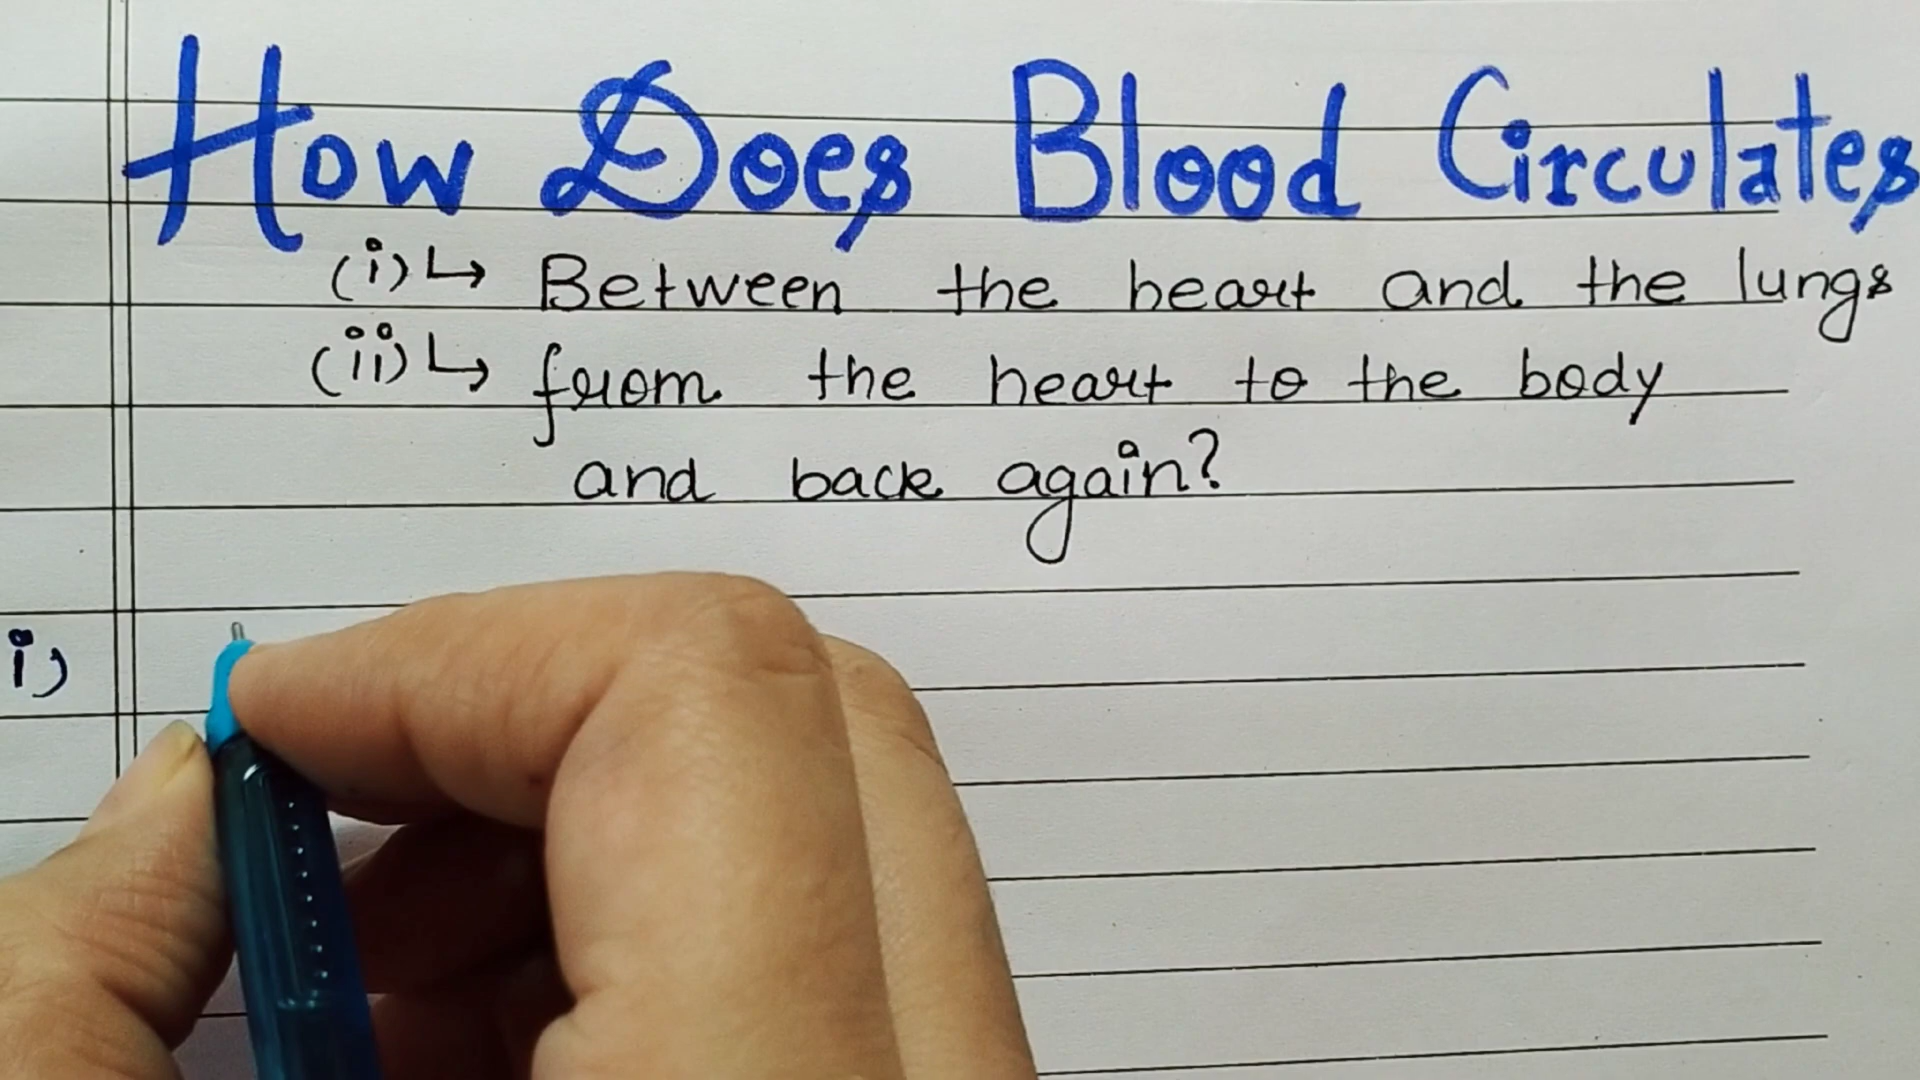 How Does Blood Circulates
(i) ↳ Between the heart and the lungs
(ii) ↳ from the heart to the body
and back again?
i)